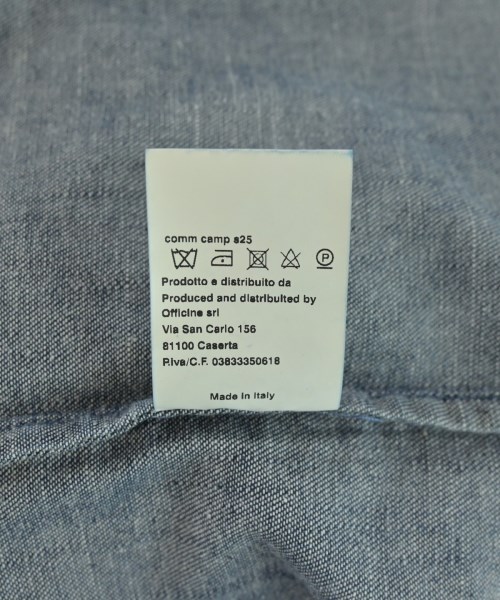 comm camp s25
P
Prodotto e distribuito da
Produced and distribuited by
Officine srl
Via San Carlo 156
81100 Caserta
P.Iva/C.F. 03833350618
Made in Italy